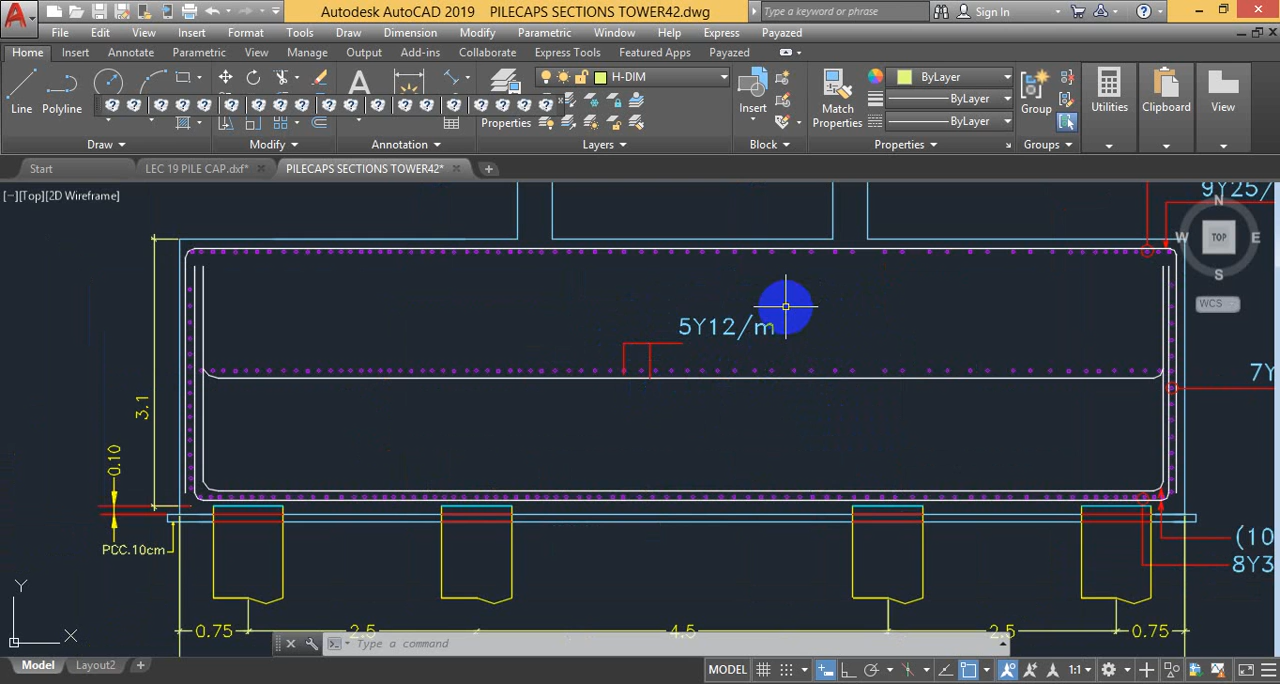 Autodesk AutoCAD 2019 PILECAPS SECTIONS TOWER42.dwg
Type a keyword or phrase
Sign In
File Edit View Insert Format Tools Draw Dimension Modify Parametric Window Help Express Payazed
Home Insert Annotate Parametric View Manage Output Add-ins Collaborate Express Tools Featured Apps Payazed
H-DIM
ByLayer
ByLayer
ByLayer
Line Polyline
Properties
Insert
Match
Properties
Group
Utilities
Clipboard
View
Draw Modify Annotation Layers Block Properties Groups
Start LEC 19 PILE CAP.dxf* PILECAPS SECTIONS TOWER42*
[−][Top][2D Wireframe]
9Y25/
N
W TOP E
S
WCS
5Y12/m
7Y
3.1
0.10
PCC.10cm
(10
8Y3
0.75 2.5 4.5 2.5 0.75
Y
X
Type a command
Model Layout2
MODEL
1:1